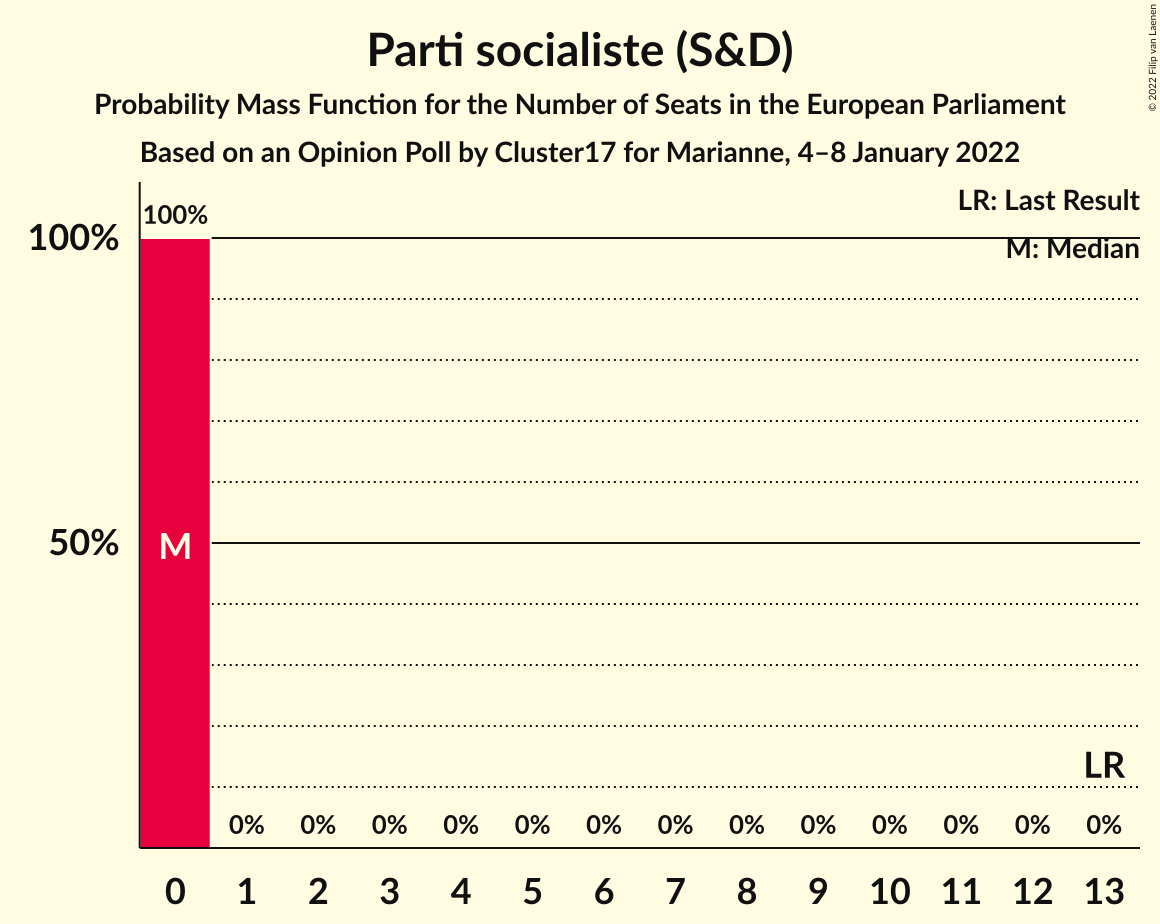 Parti socialiste (S&D)
Probability Mass Function for the Number of Seats in the European Parliament
Based on an Opinion Poll by Cluster17 for Marianne, 4–8 January 2022
© 2022 Filip van Laenen
LR: Last Result
M: Median
100%
100%
50%
M
LR
0% 0% 0% 0% 0% 0% 0% 0% 0% 0% 0% 0% 0%
0 1 2 3 4 5 6 7 8 9 10 11 12 13